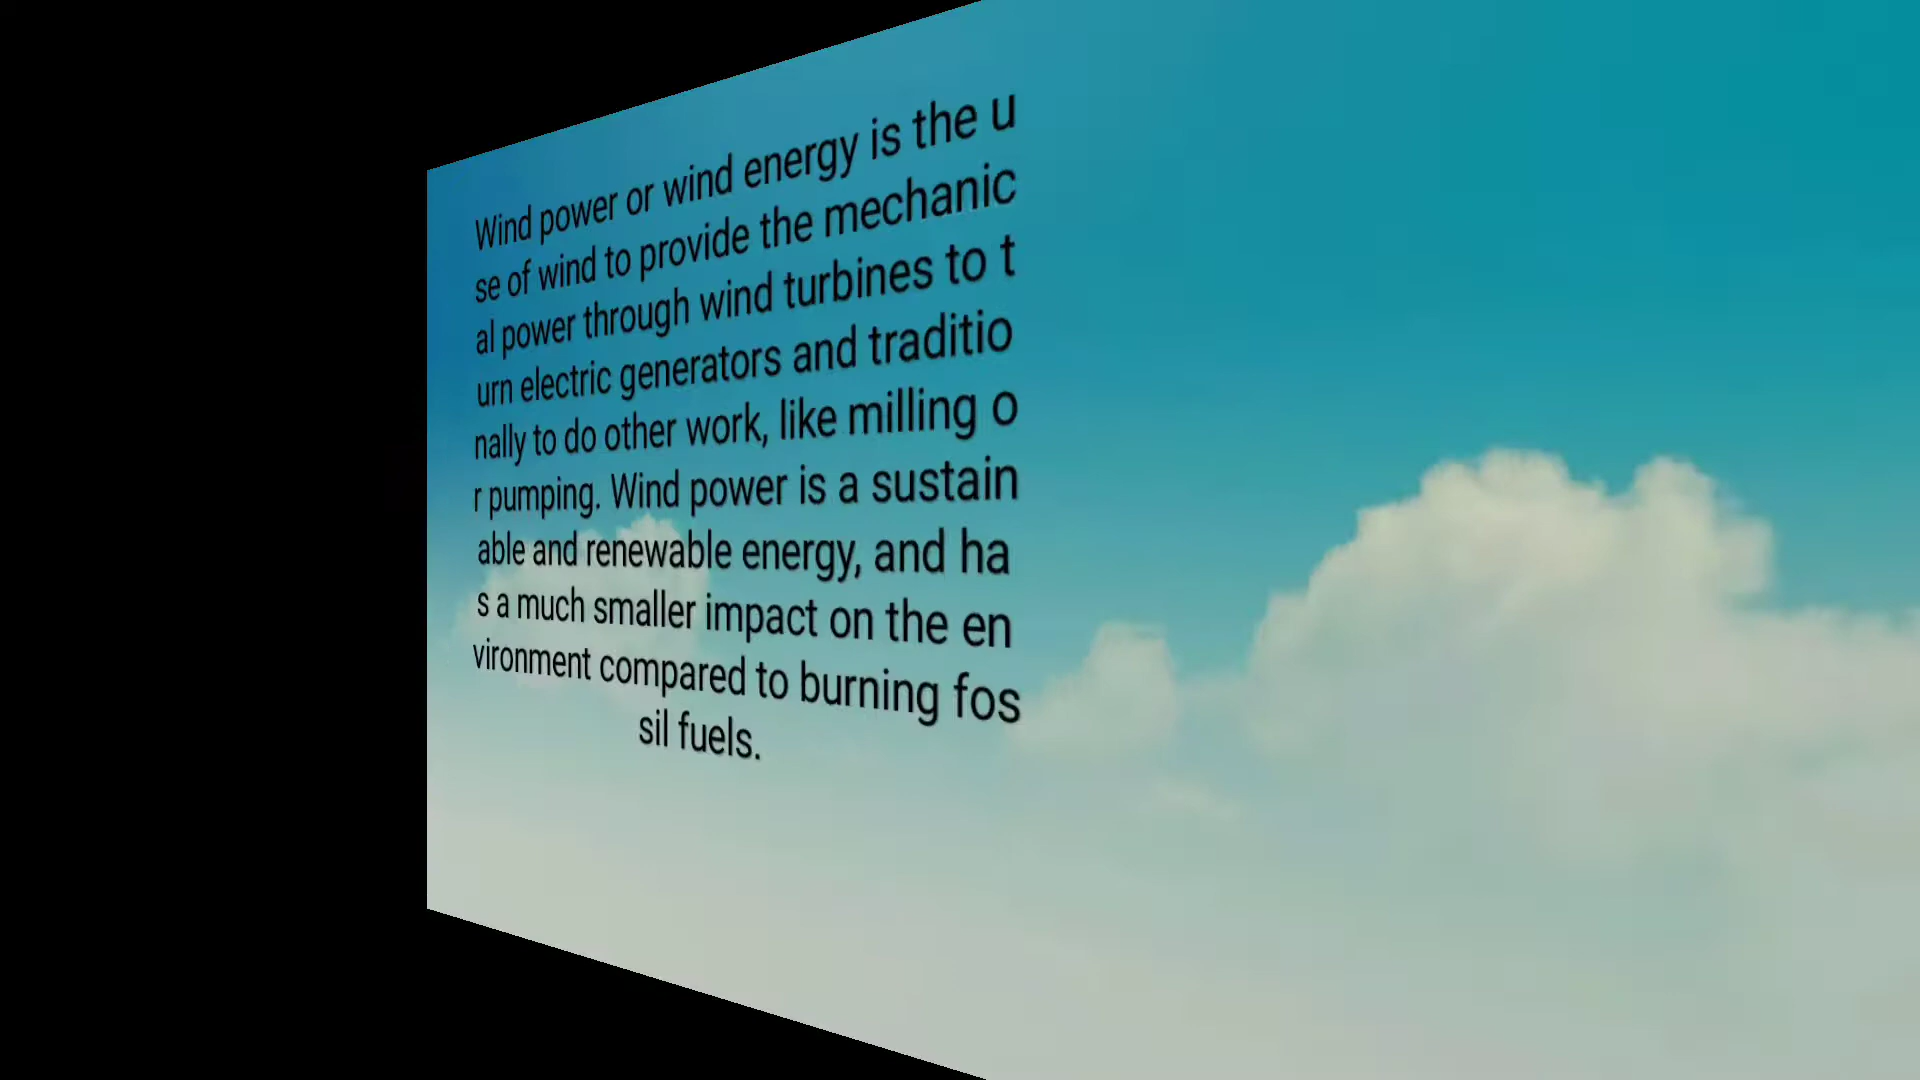 Wind power or wind energy is the u
se of wind to provide the mechanic
al power through wind turbines to t
urn electric generators and traditio
nally to do other work, like milling o
r pumping. Wind power is a sustain
able and renewable energy, and ha
s a much smaller impact on the en
vironment compared to burning fos
sil fuels.